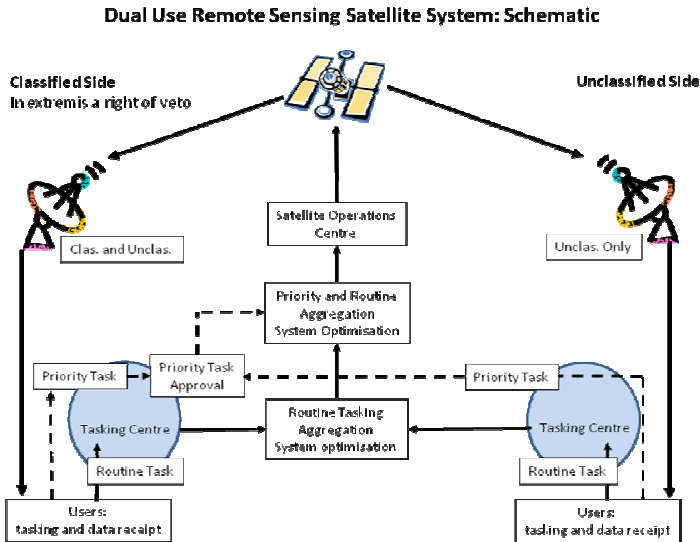 Dual Use Remote Sensing Satellite System: Schematic
Classified Side
In extremis a right of veto
Unclassified Side
Clas. and Unclas.
Satellite Operations
Centre
Unclas. Only
Priority and Routine
Aggregation
System Optimisation
Priority Task
Priority Task
Approval
Priority Task
Tasking Centre
Routine Tasking
Aggregation
System optimisation
Tasking Centre
Routine Task
Routine Task
Users:
tasking and data receipt
Users:
tasking and data receipt